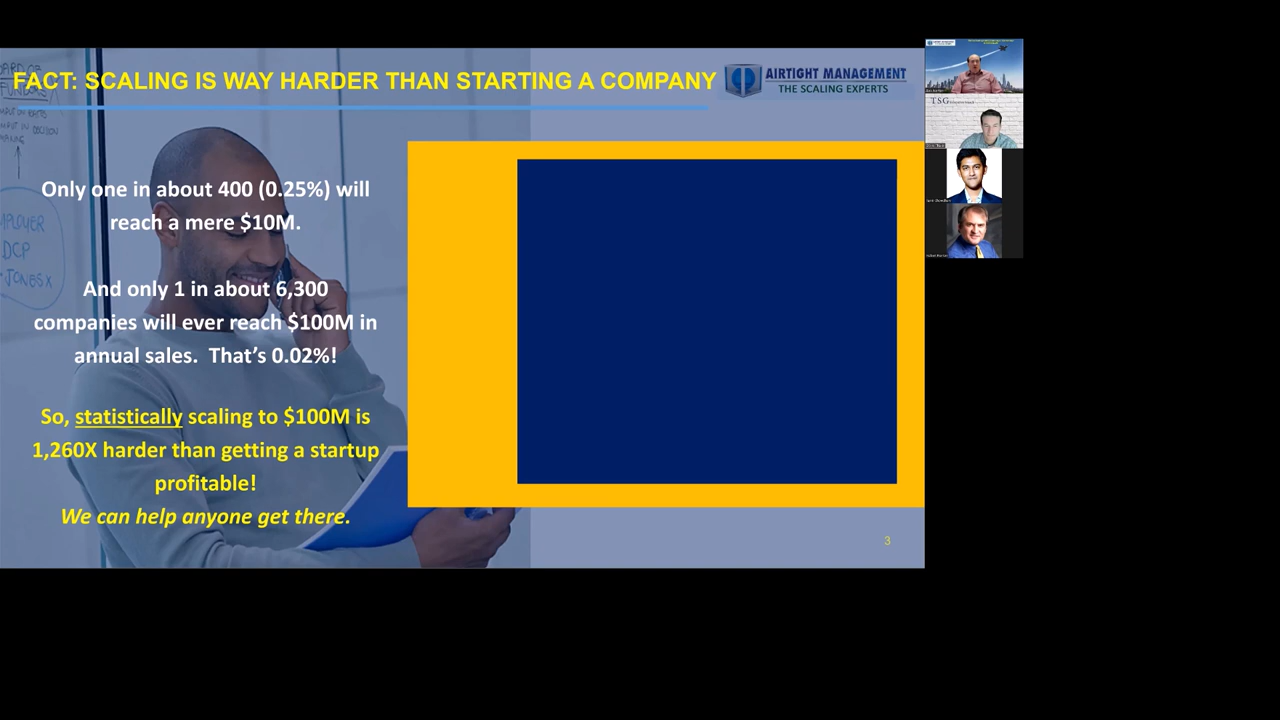 FACT: SCALING IS WAY HARDER THAN STARTING A COMPANY
AIRTIGHT MANAGEMENT
THE SCALING EXPERTS
Only one in about 400 (0.25%) will
reach a mere $10M.
And only 1 in about 6,300
companies will ever reach $100M in
annual sales.  That's 0.02%!
So, statistically scaling to $100M is
1,260X harder than getting a startup
profitable!
We can help anyone get there.
3
TSG